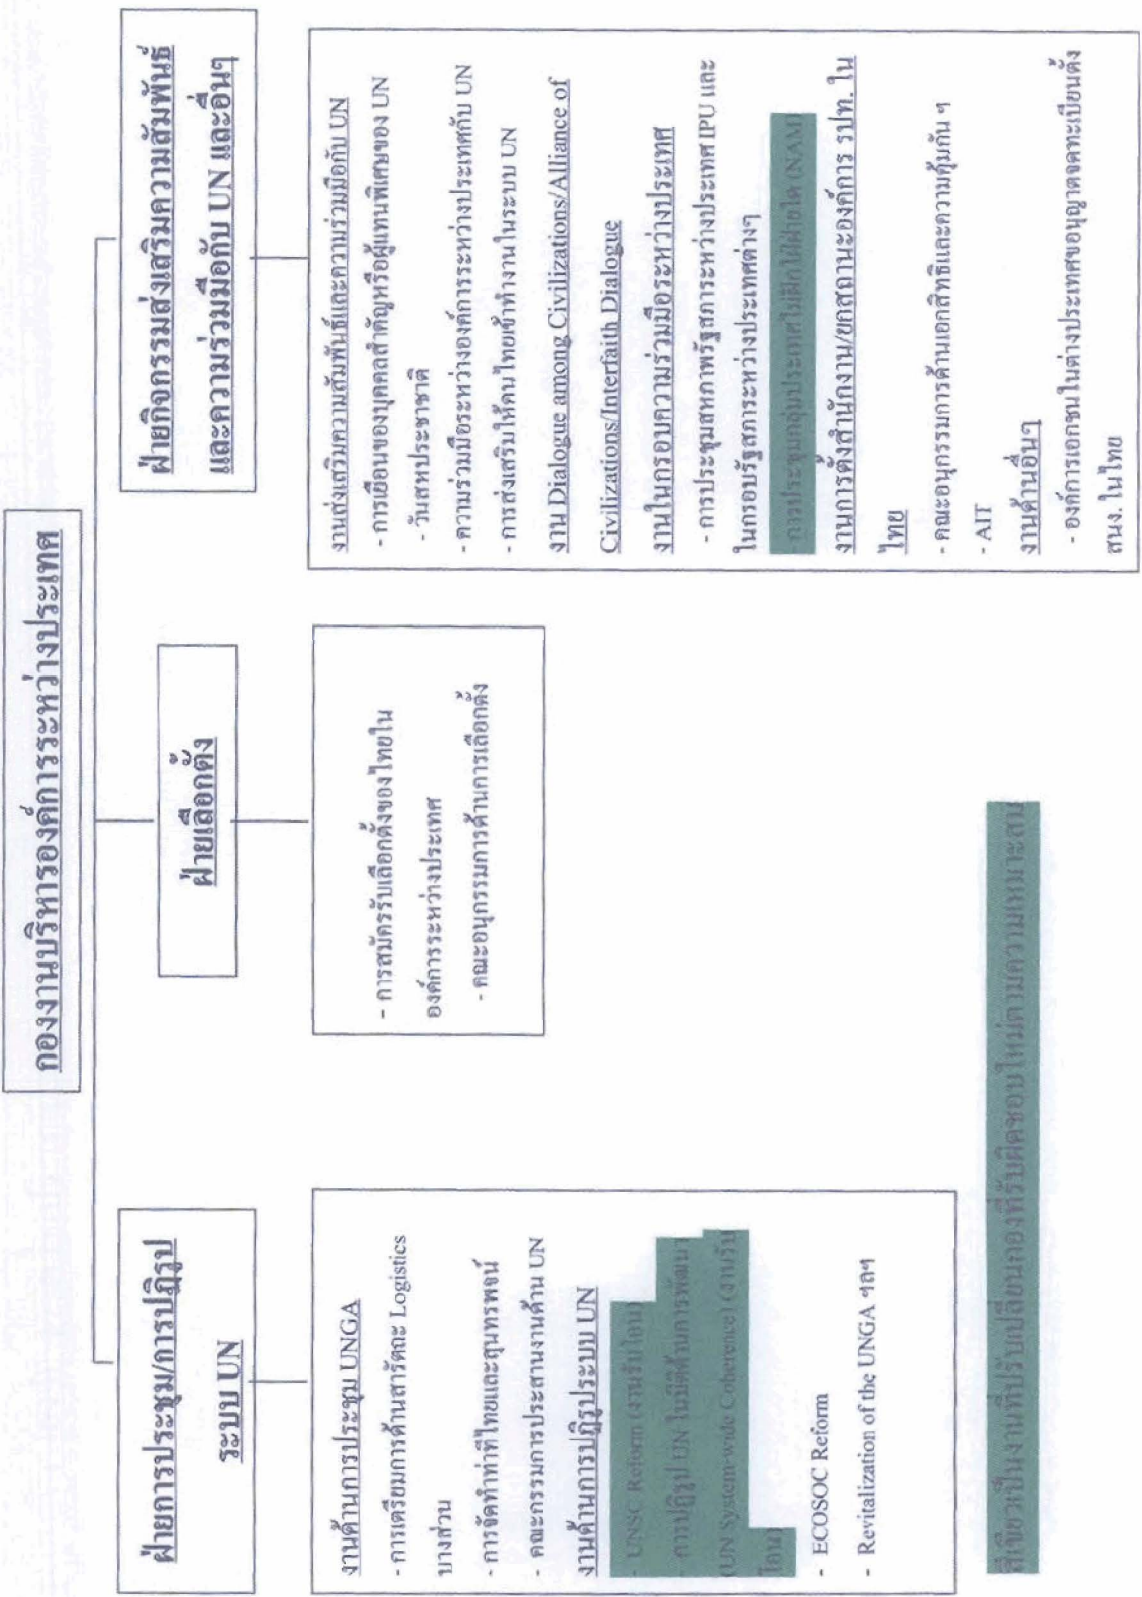 กองงานบริหารองค์การระหว่างประเทศ
ฝ่ายการประชุม/การปฏิรูป
ระบบ UN
งานด้านการประชุม UNGA
- การเตรียมการด้านสารัตถะ Logistics
บางส่วน
- การจัดทำท่าทีไทยและสุนทรพจน์
- คณะกรรมการประสานงานด้าน UN
งานด้านการปฏิรูประบบ UN
- UNSC Reform (งานรับโอน)
- การปฏิรูป UN ในมิติด้านการพัฒนา
(UN System-wide Coherence) (งานรับ
โอน)
- ECOSOC Reform
- Revitalization of the UNGA ฯลฯ
ฝ่ายเลือกตั้ง
- การสมัครรับเลือกตั้งของไทยใน
องค์การระหว่างประเทศ
- คณะอนุกรรมการด้านการเลือกตั้ง
ฝ่ายกิจกรรมส่งเสริมความสัมพันธ์
และความร่วมมือกับ UN และอื่นๆ
งานส่งเสริมความสัมพันธ์และความร่วมมือกับ UN
- การเยือนของบุคคลสำคัญหรือผู้แทนพิเศษของ UN
- วันสหประชาชาติ
- ความร่วมมือระหว่างองค์การระหว่างประเทศกับ UN
- การส่งเสริมให้คนไทยเข้าทำงานในระบบ UN
งาน Dialogue among Civilizations/Alliance of
Civilizations/Interfaith Dialogue
งานในกรอบความร่วมมือระหว่างประเทศ
- การประชุมสหภาพรัฐสภาระหว่างประเทศ IPU และ
ในกรอบรัฐสภาระหว่างประเทศต่างๆ
- การประชุมกลุ่มประเทศไม่ฝักใฝ่ฝ่ายใด (NAM)
งานการตั้งสำนักงาน/ยกสถานะองค์การ รปท. ใน
ไทย
- คณะอนุกรรมการด้านเอกสิทธิและความคุ้มกัน ฯ
- AIT
งานด้านอื่นๆ
- องค์การเอกชนในต่างประเทศขอนุญาตจดทะเบียนตั้ง
สนง. ในไทย
สีเขียวเป็นงานที่ปรับเปลี่ยนกองที่รับผิดชอบใหม่ตามความเหมาะสม